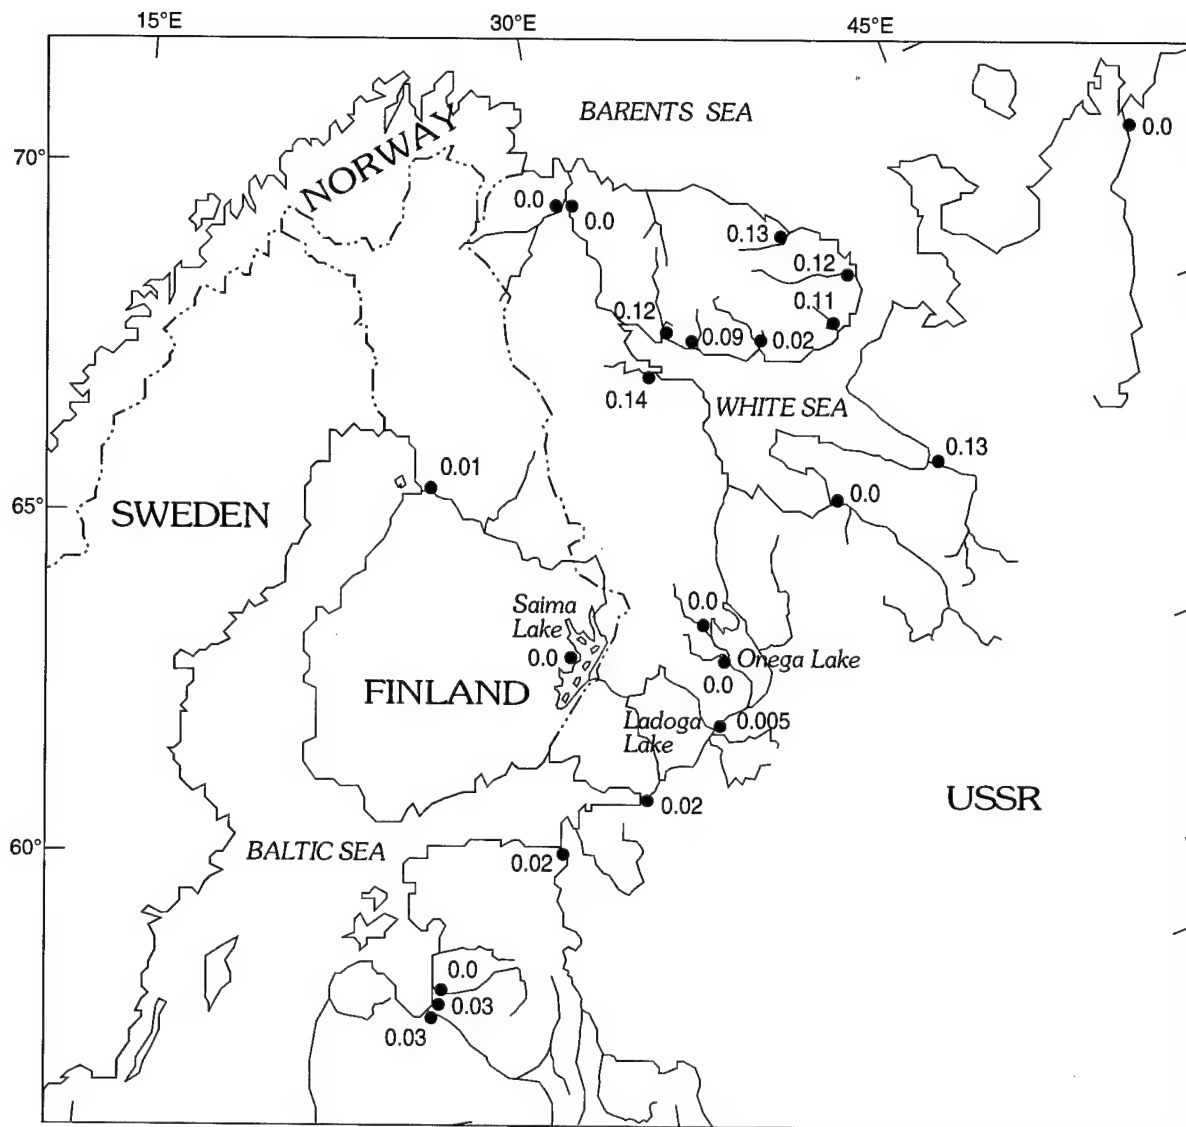 15°E
30°E
45°E
BARENTS SEA
NORWAY
70°
0.0
0.0
0.0
0.13
0.12
0.11
0.12
0.09
0.02
0.14
WHITE SEA
0.13
0.01
0.0
65°
SWEDEN
Saima
Lake
0.0
0.0
Onega Lake
0.0
FINLAND
Ladoga
Lake
0.005
USSR
0.02
60°
BALTIC SEA
0.02
0.0
0.03
0.03